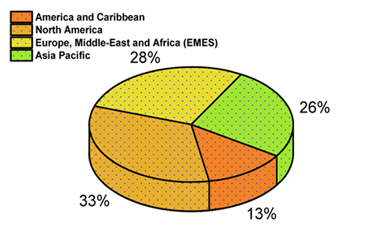 America and Caribbean
North America
Europe, Middle-East and Africa (EMES)
Asia Pacific
28%
26%
33%
13%